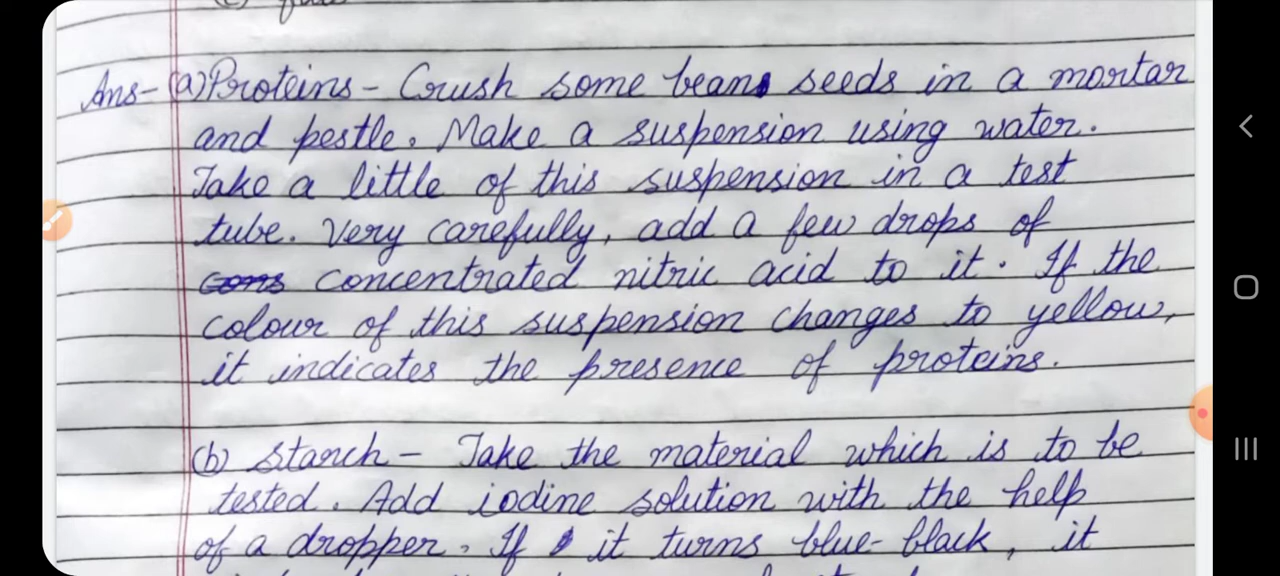 Ans- (a) Proteins - Crush some beans seeds in a mortar
and pestle. Make a suspension using water.
Take a little of this suspension in a test
tube. Very carefully, add a few drops of
concentrated nitric acid to it. If the
colour of this suspension changes to yellow,
it indicates the presence of proteins.
(b) Starch - Take the material which is to be
tested. Add iodine solution with the help
of a dropper. If it turns blue-black, it